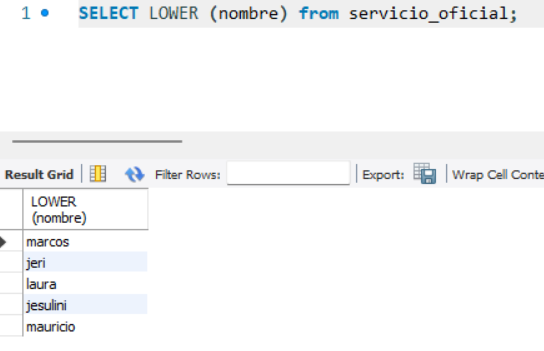 1 SELECT LOWER (nombre) from servicio_oficial;
Result Grid Filter Rows: Export: Wrap Cell Conte
LOWER
(nombre)
marcos
jeri
laura
jesulini
mauricio